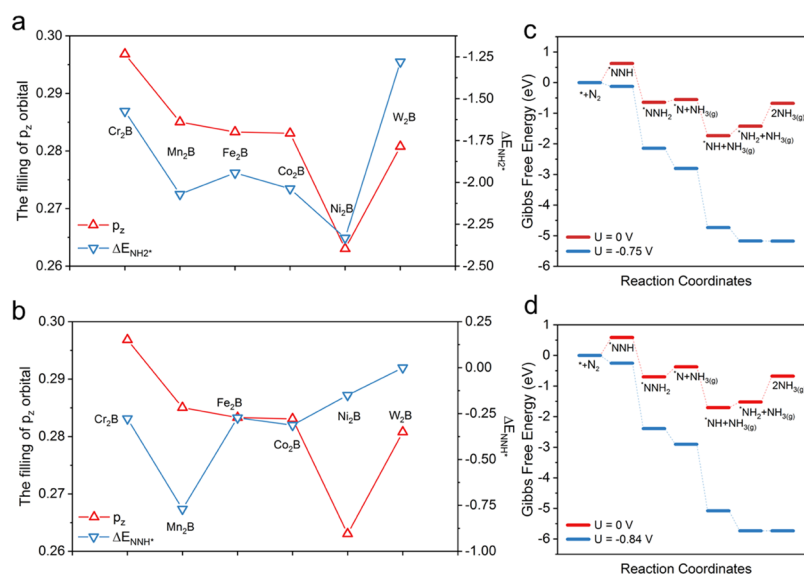 a
0.30
0.29
0.28
0.27
0.26
The filling of pz orbital
Cr2B
Mn2B
Fe2B
Co2B
Ni2B
W2B
pz
ΔENH2*
-1.25
-1.50
-1.75
-2.00
-2.25
-2.50
ΔENH2*
b
0.30
0.29
0.28
0.27
0.26
The filling of pz orbital
Cr2B
Mn2B
Fe2B
Co2B
Ni2B
W2B
pz
ΔENNH*
0.25
0.00
-0.25
-0.50
-0.75
-1.00
ΔENNH*
c
1
0
-1
-2
-3
-4
-5
-6
Gibbs Free Energy (eV)
*+N2
*NNH
*NNH2
*N+NH3(g)
*NH+NH3(g)
*NH2+NH3(g)
2NH3(g)
U = 0 V
U = -0.75 V
Reaction Coordinates
d
1
0
-1
-2
-3
-4
-5
-6
Gibbs Free Energy (eV)
*+N2
*NNH
*NNH2
*N+NH3(g)
*NH+NH3(g)
*NH2+NH3(g)
2NH3(g)
U = 0 V
U = -0.84 V
Reaction Coordinates